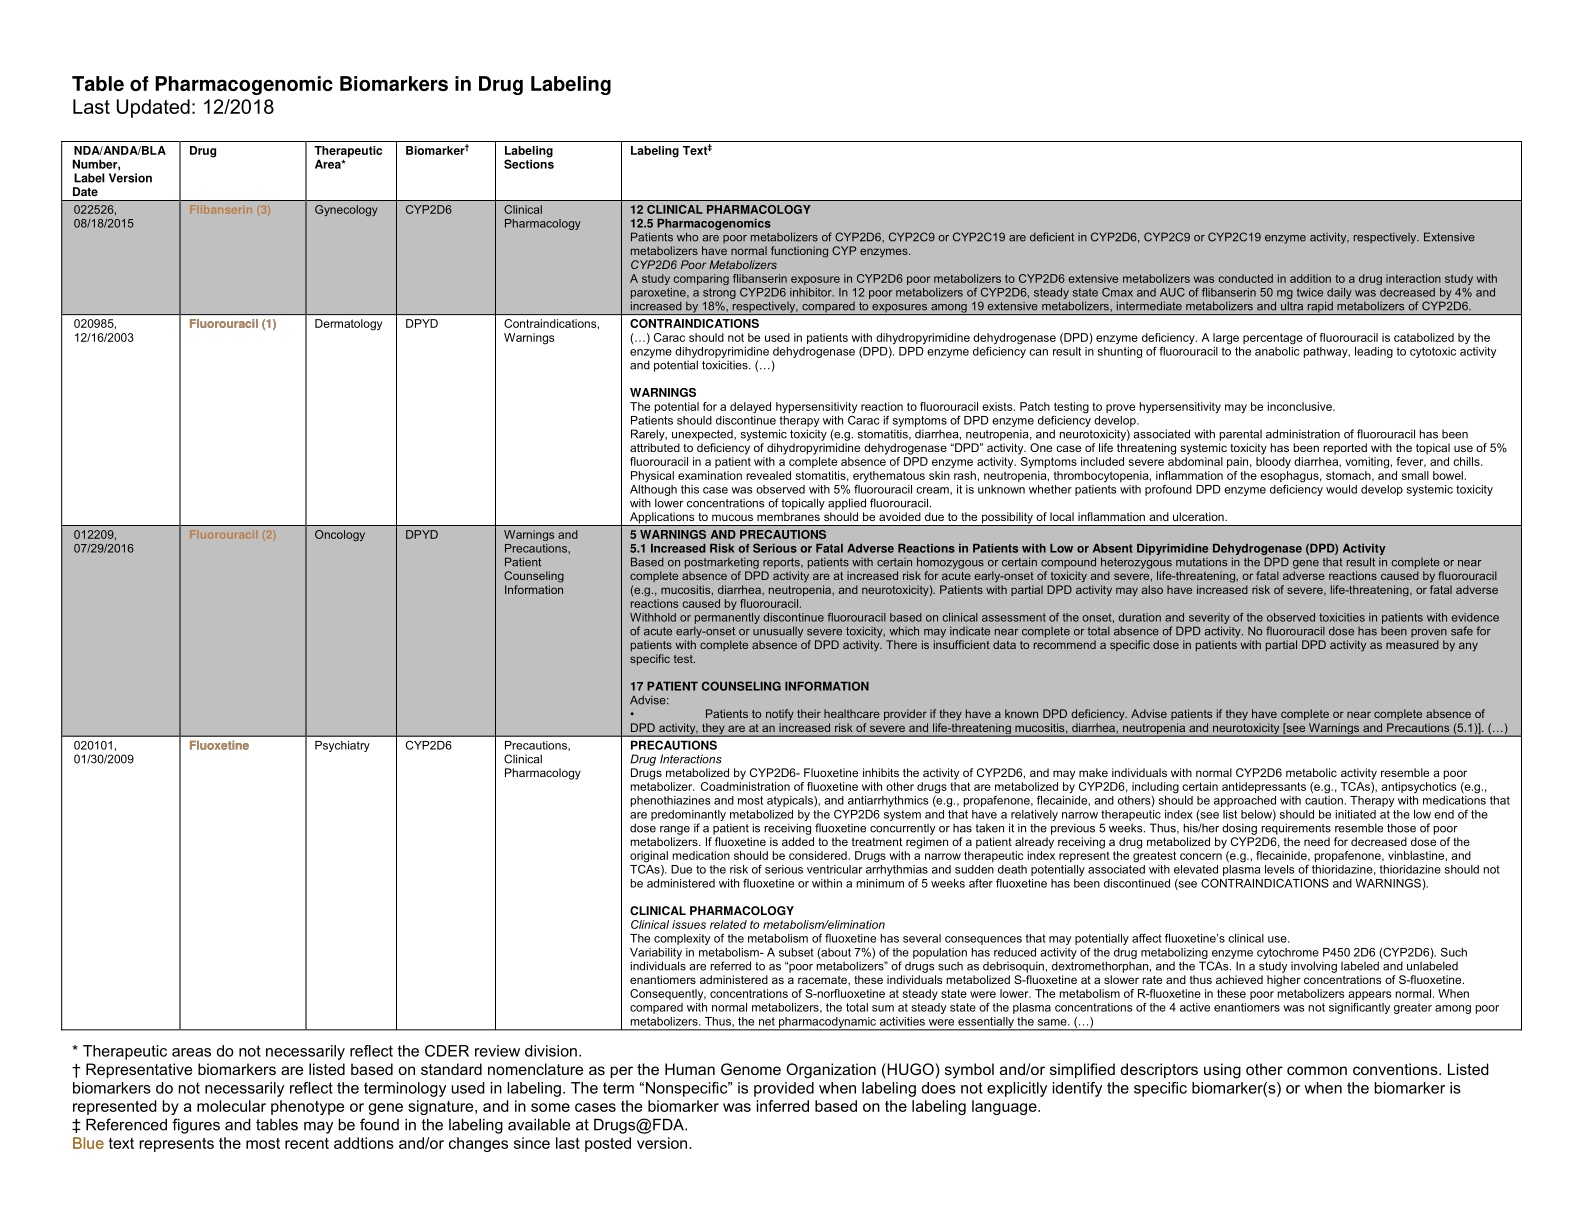 Table of Pharmacogenomic Biomarkers in Drug Labeling
Last Updated: 12/2018
NDA/ANDA/BLA
Number,
Label Version
Date
Drug
Therapeutic
Area*
Biomarker†
Labeling
Sections
Labeling Text‡
022526,
08/18/2015
Flibanserin (3)
Gynecology
CYP2D6
Clinical
Pharmacology
12 CLINICAL PHARMACOLOGY
12.5 Pharmacogenomics
Patients who are poor metabolizers of CYP2D6, CYP2C9 or CYP2C19 are deficient in CYP2D6, CYP2C9 or CYP2C19 enzyme activity, respectively. Extensive
metabolizers have normal functioning CYP enzymes.
CYP2D6 Poor Metabolizers
A study comparing flibanserin exposure in CYP2D6 poor metabolizers to CYP2D6 extensive metabolizers was conducted in addition to a drug interaction study with
paroxetine, a strong CYP2D6 inhibitor. In 12 poor metabolizers of CYP2D6, steady state Cmax and AUC of flibanserin 50 mg twice daily was decreased by 4% and
increased by 18%, respectively, compared to exposures among 19 extensive metabolizers, intermediate metabolizers and ultra rapid metabolizers of CYP2D6.
020985,
12/16/2003
Fluorouracil (1)
Dermatology
DPYD
Contraindications,
Warnings
CONTRAINDICATIONS
(…) Carac should not be used in patients with dihydropyrimidine dehydrogenase (DPD) enzyme deficiency. A large percentage of fluorouracil is catabolized by the
enzyme dihydropyrimidine dehydrogenase (DPD). DPD enzyme deficiency can result in shunting of fluorouracil to the anabolic pathway, leading to cytotoxic activity
and potential toxicities. (…)
WARNINGS
The potential for a delayed hypersensitivity reaction to fluorouracil exists. Patch testing to prove hypersensitivity may be inconclusive.
Patients should discontinue therapy with Carac if symptoms of DPD enzyme deficiency develop.
Rarely, unexpected, systemic toxicity (e.g. stomatitis, diarrhea, neutropenia, and neurotoxicity) associated with parental administration of fluorouracil has been
attributed to deficiency of dihydropyrimidine dehydrogenase “DPD” activity. One case of life threatening systemic toxicity has been reported with the topical use of 5%
fluorouracil in a patient with a complete absence of DPD enzyme activity. Symptoms included severe abdominal pain, bloody diarrhea, vomiting, fever, and chills.
Physical examination revealed stomatitis, erythematous skin rash, neutropenia, thrombocytopenia, inflammation of the esophagus, stomach, and small bowel.
Although this case was observed with 5% fluorouracil cream, it is unknown whether patients with profound DPD enzyme deficiency would develop systemic toxicity
with lower concentrations of topically applied fluorouracil.
Applications to mucous membranes should be avoided due to the possibility of local inflammation and ulceration.
012209,
07/29/2016
Fluorouracil (2)
Oncology
DPYD
Warnings and
Precautions,
Patient
Counseling
Information
5 WARNINGS AND PRECAUTIONS
5.1 Increased Risk of Serious or Fatal Adverse Reactions in Patients with Low or Absent Dipyrimidine Dehydrogenase (DPD) Activity
Based on postmarketing reports, patients with certain homozygous or certain compound heterozygous mutations in the DPD gene that result in complete or near
complete absence of DPD activity are at increased risk for acute early-onset of toxicity and severe, life-threatening, or fatal adverse reactions caused by fluorouracil
(e.g., mucositis, diarrhea, neutropenia, and neurotoxicity). Patients with partial DPD activity may also have increased risk of severe, life-threatening, or fatal adverse
reactions caused by fluorouracil.
Withhold or permanently discontinue fluorouracil based on clinical assessment of the onset, duration and severity of the observed toxicities in patients with evidence
of acute early-onset or unusually severe toxicity, which may indicate near complete or total absence of DPD activity. No fluorouracil dose has been proven safe for
patients with complete absence of DPD activity. There is insufficient data to recommend a specific dose in patients with partial DPD activity as measured by any
specific test.
17 PATIENT COUNSELING INFORMATION
Advise:
• Patients to notify their healthcare provider if they have a known DPD deficiency. Advise patients if they have complete or near complete absence of
DPD activity, they are at an increased risk of severe and life-threatening mucositis, diarrhea, neutropenia and neurotoxicity [see Warnings and Precautions (5.1)]. (…)
020101,
01/30/2009
Fluoxetine
Psychiatry
CYP2D6
Precautions,
Clinical
Pharmacology
PRECAUTIONS
Drug Interactions
Drugs metabolized by CYP2D6- Fluoxetine inhibits the activity of CYP2D6, and may make individuals with normal CYP2D6 metabolic activity resemble a poor
metabolizer. Coadministration of fluoxetine with other drugs that are metabolized by CYP2D6, including certain antidepressants (e.g., TCAs), antipsychotics (e.g.,
phenothiazines and most atypicals), and antiarrhythmics (e.g., propafenone, flecainide, and others) should be approached with caution. Therapy with medications that
are predominantly metabolized by the CYP2D6 system and that have a relatively narrow therapeutic index (see list below) should be initiated at the low end of the
dose range if a patient is receiving fluoxetine concurrently or has taken it in the previous 5 weeks. Thus, his/her dosing requirements resemble those of poor
metabolizers. If fluoxetine is added to the treatment regimen of a patient already receiving a drug metabolized by CYP2D6, the need for decreased dose of the
original medication should be considered. Drugs with a narrow therapeutic index represent the greatest concern (e.g., flecainide, propafenone, vinblastine, and
TCAs). Due to the risk of serious ventricular arrhythmias and sudden death potentially associated with elevated plasma levels of thioridazine, thioridazine should not
be administered with fluoxetine or within a minimum of 5 weeks after fluoxetine has been discontinued (see CONTRAINDICATIONS and WARNINGS).
CLINICAL PHARMACOLOGY
Clinical issues related to metabolism/elimination
The complexity of the metabolism of fluoxetine has several consequences that may potentially affect fluoxetine’s clinical use.
Variability in metabolism- A subset (about 7%) of the population has reduced activity of the drug metabolizing enzyme cytochrome P450 2D6 (CYP2D6). Such
individuals are referred to as “poor metabolizers” of drugs such as debrisoquin, dextromethorphan, and the TCAs. In a study involving labeled and unlabeled
enantiomers administered as a racemate, these individuals metabolized S-fluoxetine at a slower rate and thus achieved higher concentrations of S-fluoxetine.
Consequently, concentrations of S-norfluoxetine at steady state were lower. The metabolism of R-fluoxetine in these poor metabolizers appears normal. When
compared with normal metabolizers, the total sum at steady state of the plasma concentrations of the 4 active enantiomers was not significantly greater among poor
metabolizers. Thus, the net pharmacodynamic activities were essentially the same. (…)
* Therapeutic areas do not necessarily reflect the CDER review division.
† Representative biomarkers are listed based on standard nomenclature as per the Human Genome Organization (HUGO) symbol and/or simplified descriptors using other common conventions. Listed
biomarkers do not necessarily reflect the terminology used in labeling. The term “Nonspecific” is provided when labeling does not explicitly identify the specific biomarker(s) or when the biomarker is
represented by a molecular phenotype or gene signature, and in some cases the biomarker was inferred based on the labeling language.
‡ Referenced figures and tables may be found in the labeling available at Drugs@FDA.
Blue text represents the most recent addtions and/or changes since last posted version.